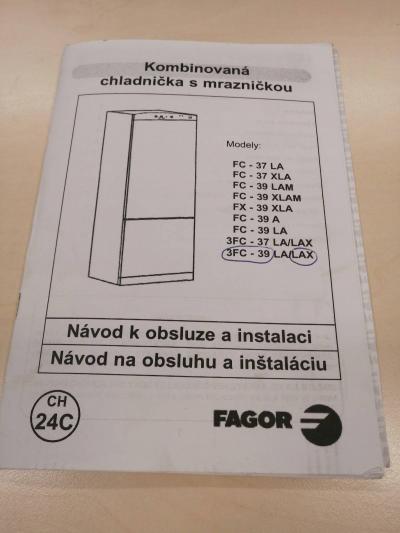 Kombinovaná
chladnička s mrazničkou
Modely:
FC - 37 LA
FC - 37 XLA
FC - 39 LAM
FC - 39 XLAM
FX - 39 XLA
FC - 39 A
FC - 39 LA
3FC - 37 LA/LAX
3FC - 39 LA/LAX
Návod k obsluze a instalaci
Návod na obsluhu a inštaláciu
CH
24C
FAGOR